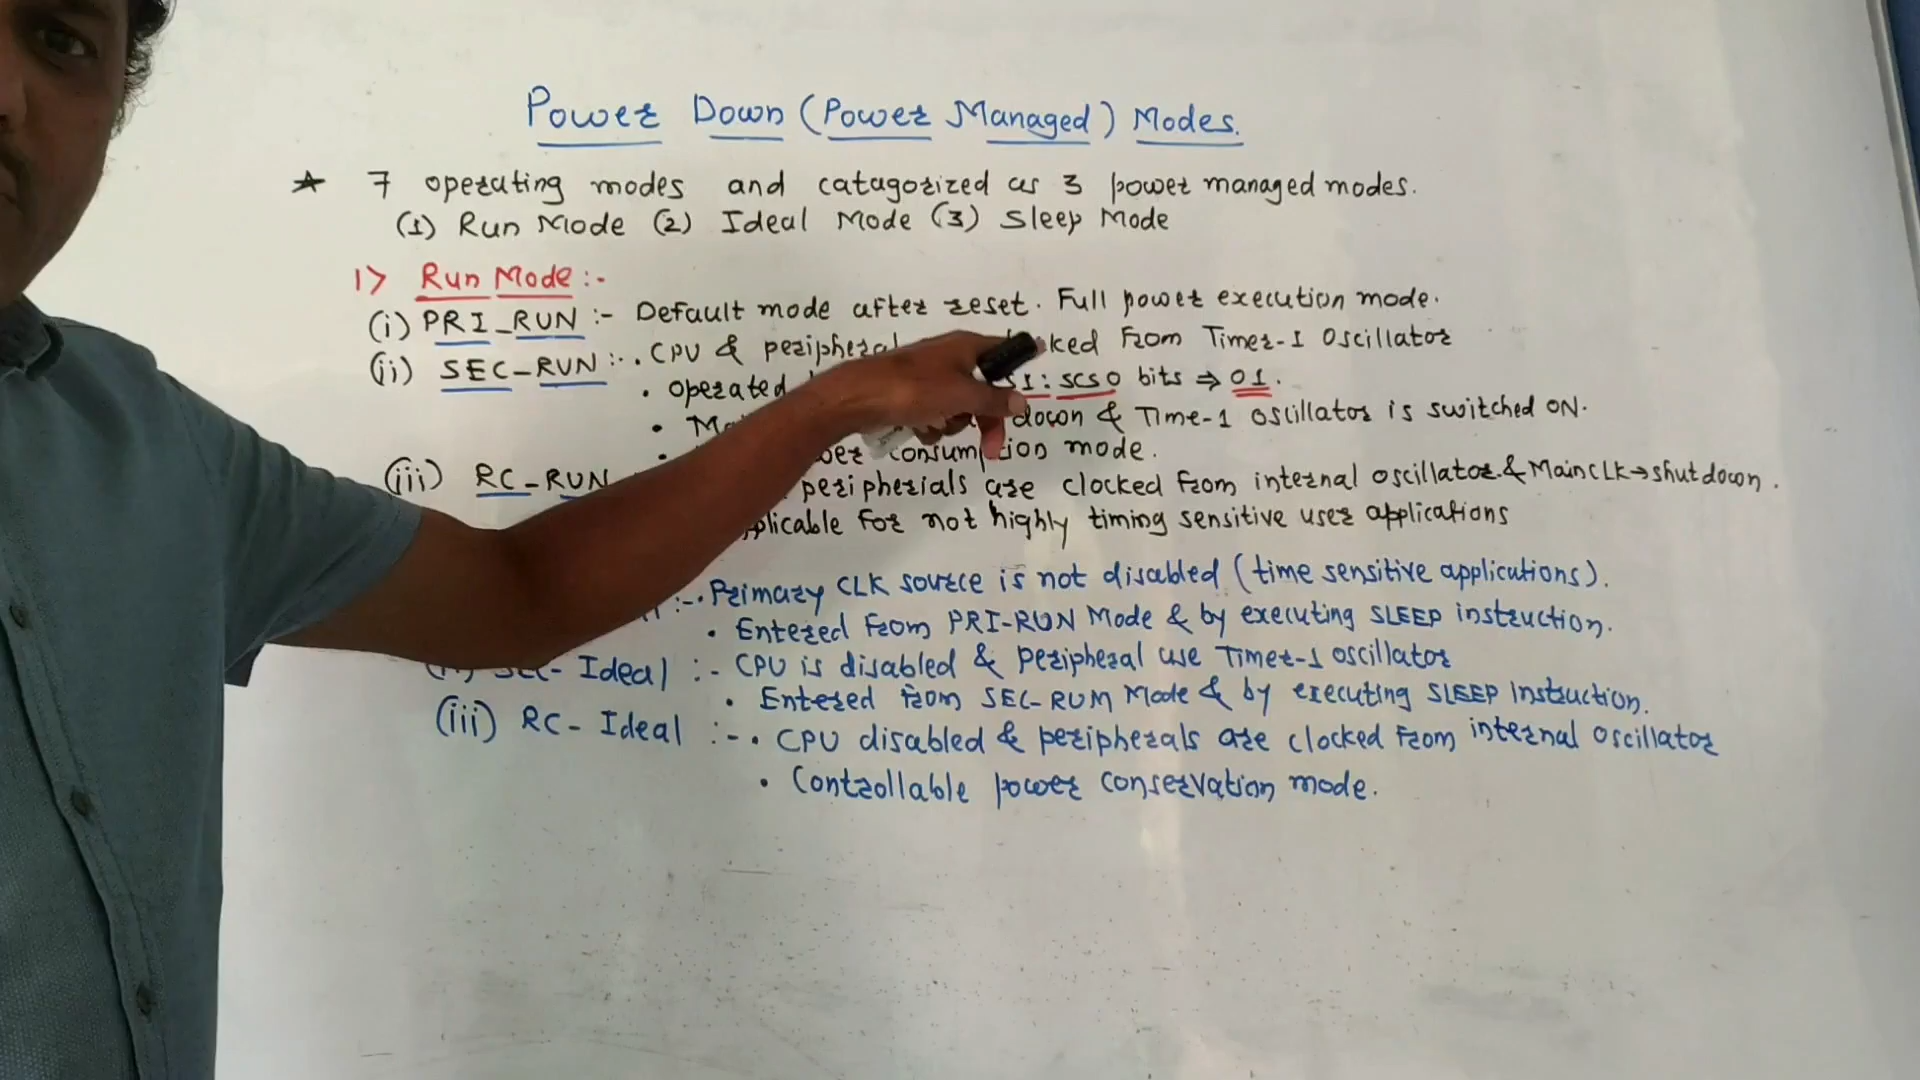 Power Down (Power Managed) Modes.
★ 7 operating modes and catagorized as 3 power managed modes.
(1) Run Mode (2) Ideal Mode (3) Sleep Mode
1> Run Mode :-
(i) PRI_RUN :- Default mode after reset. Full power execution mode.
(ii) SEC-RUN :- • CPU & peripheral ked From Timer-1 Oscillator
• operated S1 : SCS0 bits ⇒ 01.
• down & Time-1 oscillator is switched ON.
• consumption mode.
(iii) RC-RUN peripherials are clocked from internal oscillator & Main CLK → shutdown.
plicable For not highly timing sensitive user applications
:- • Primary CLK source is not disabled (time sensitive applications).
• Entered From PRI-RUN Mode & by executing SLEEP instruction.
Ideal :- CPU is disabled & peripheral use Timer-1 oscillator
• Entered from SEC-RUM Mode & by executing SLEEP Instruction.
(iii) RC- Ideal :- • CPU disabled & peripherals are clocked From internal oscillator
• Controllable power conservation mode.